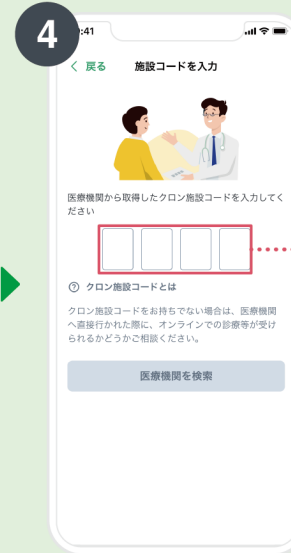 4
:41
戻る 施設コードを入力
医療機関から取得したクロン施設コードを入力してく
ださい
クロン施設コードとは
クロン施設コードをお持ちでない場合は、医療機関
へ直接行かれた際に、オンラインでの診療等が受け
られるかどうかご相談ください。
医療機関を検索